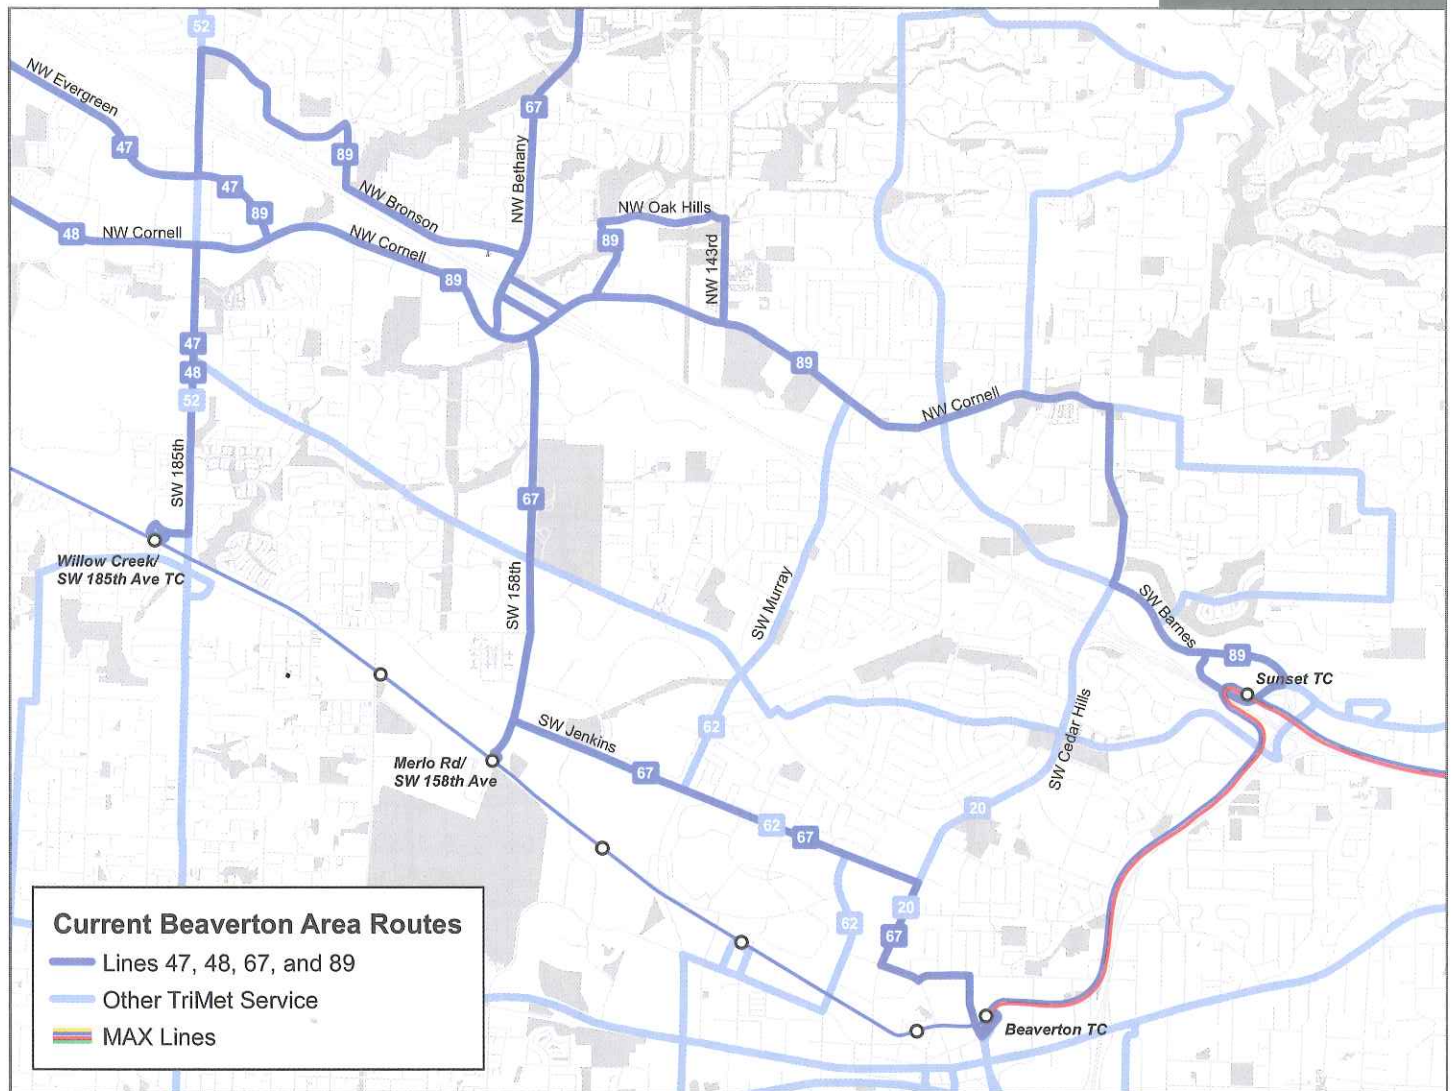 52
NW Evergreen
67
47
89
NW Bethany
47
NW Bronson
89
NW Oak Hills
48
NW Cornell
NW Cornell
89
NW 143rd
89
47
48
52
89
NW Cornell
SW 185th
67
Willow Creek/
SW 185th Ave TC
SW 158th
SW Murray
SW Barnes
89
Sunset TC
SW Jenkins
62
SW Cedar Hills
Merlo Rd/
SW 158th Ave
67
62
67
20
20
62
67
Beaverton TC
Current Beaverton Area Routes
Lines 47, 48, 67, and 89
Other TriMet Service
MAX Lines